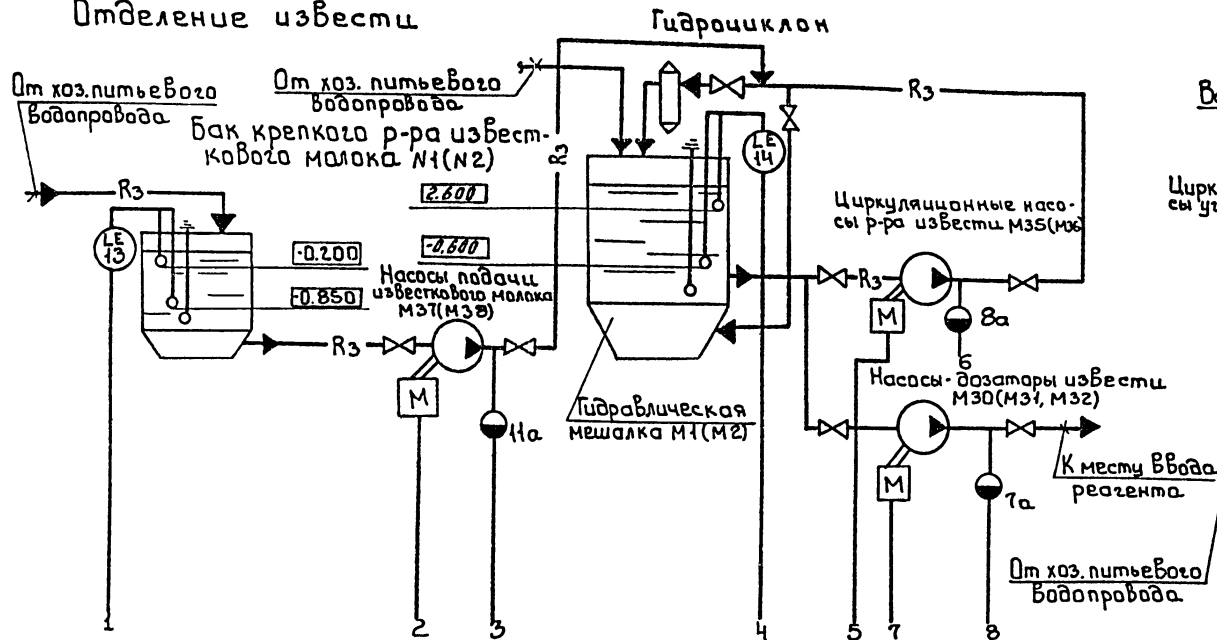 Отделение извести
Гидроциклон
От хоз. питьевого
водопровода
От хоз. питьевого
водопровода
Бак крепкого р-ра извест-
кового молока N1(N2)
R3
R3
R3
LE
14
LE
13
2.600
-0.600
-0.200
-0.850
Циркуляционные насо-
сы р-ра извести М35(М36)
Цирк
сы уг
Насосы подачи
известкового молока
М37(М38)
R3
R3
М
8а
6
М
11а
Гидравлическая
мешалка М1(М2)
Насосы-дозаторы извести
М30(М31, М32)
М
7а
К месту ввода
реагента
От хоз. питьевого
водопровода
1
2
3
4
5
7
8